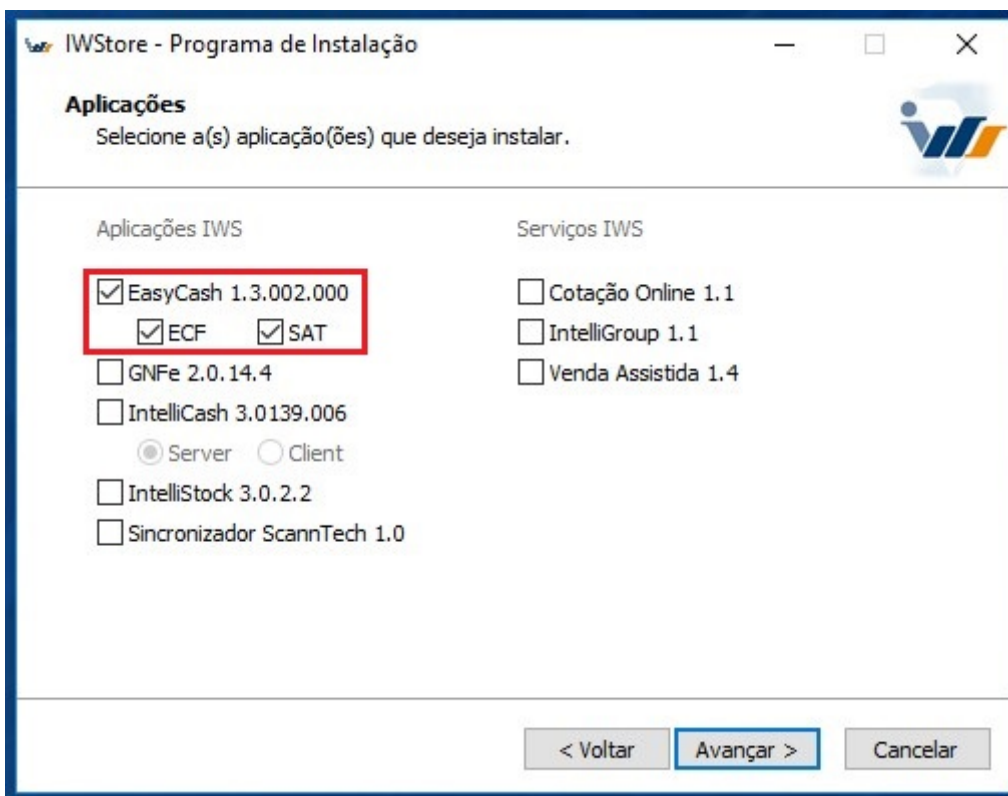 IWStore - Programa de Instalação
Aplicações
Selecione a(s) aplicação(ões) que deseja instalar.
iws
Aplicações IWS
EasyCash 1.3.002.000
ECF SAT
GNFe 2.0.14.4
IntelliCash 3.0139.006
Server Client
IntelliStock 3.0.2.2
Sincronizador ScannTech 1.0
Serviços IWS
Cotação Online 1.1
IntelliGroup 1.1
Venda Assistida 1.4
< Voltar Avançar > Cancelar